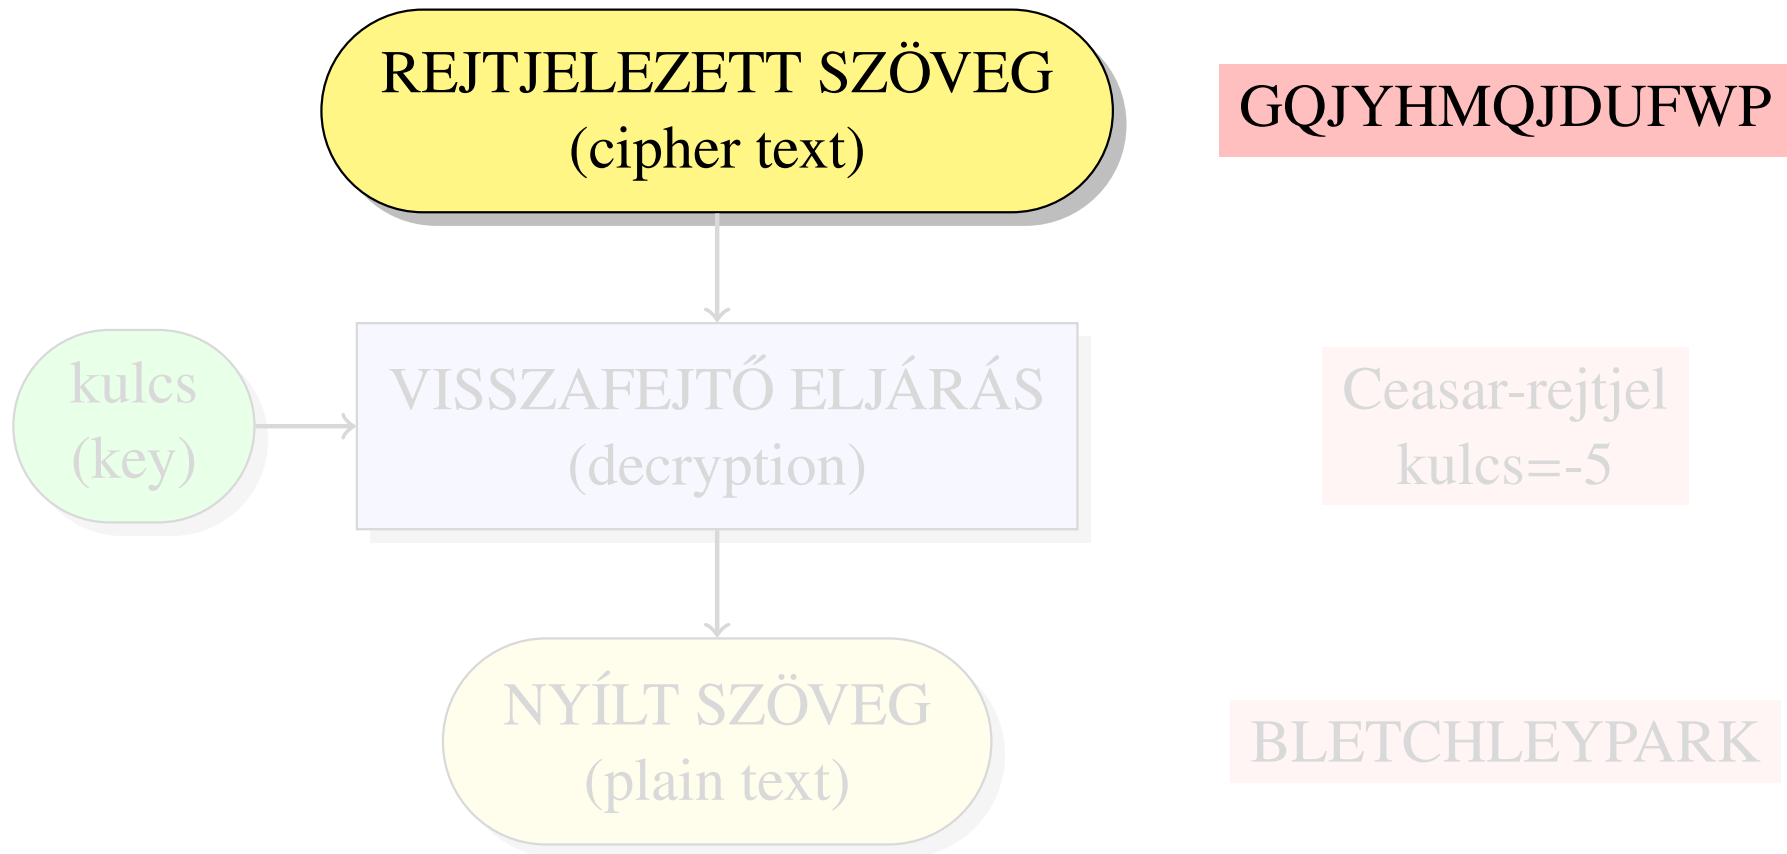 REJTJELEZETT SZÖVEG
(cipher text)
GQJYHMQJDUFWP
kulcs
(key)
VISSZAFEJTŐ ELJÁRÁS
(decryption)
Ceasar-rejtjel
kulcs=-5
NYÍLT SZÖVEG
(plain text)
BLETCHLEYPARK